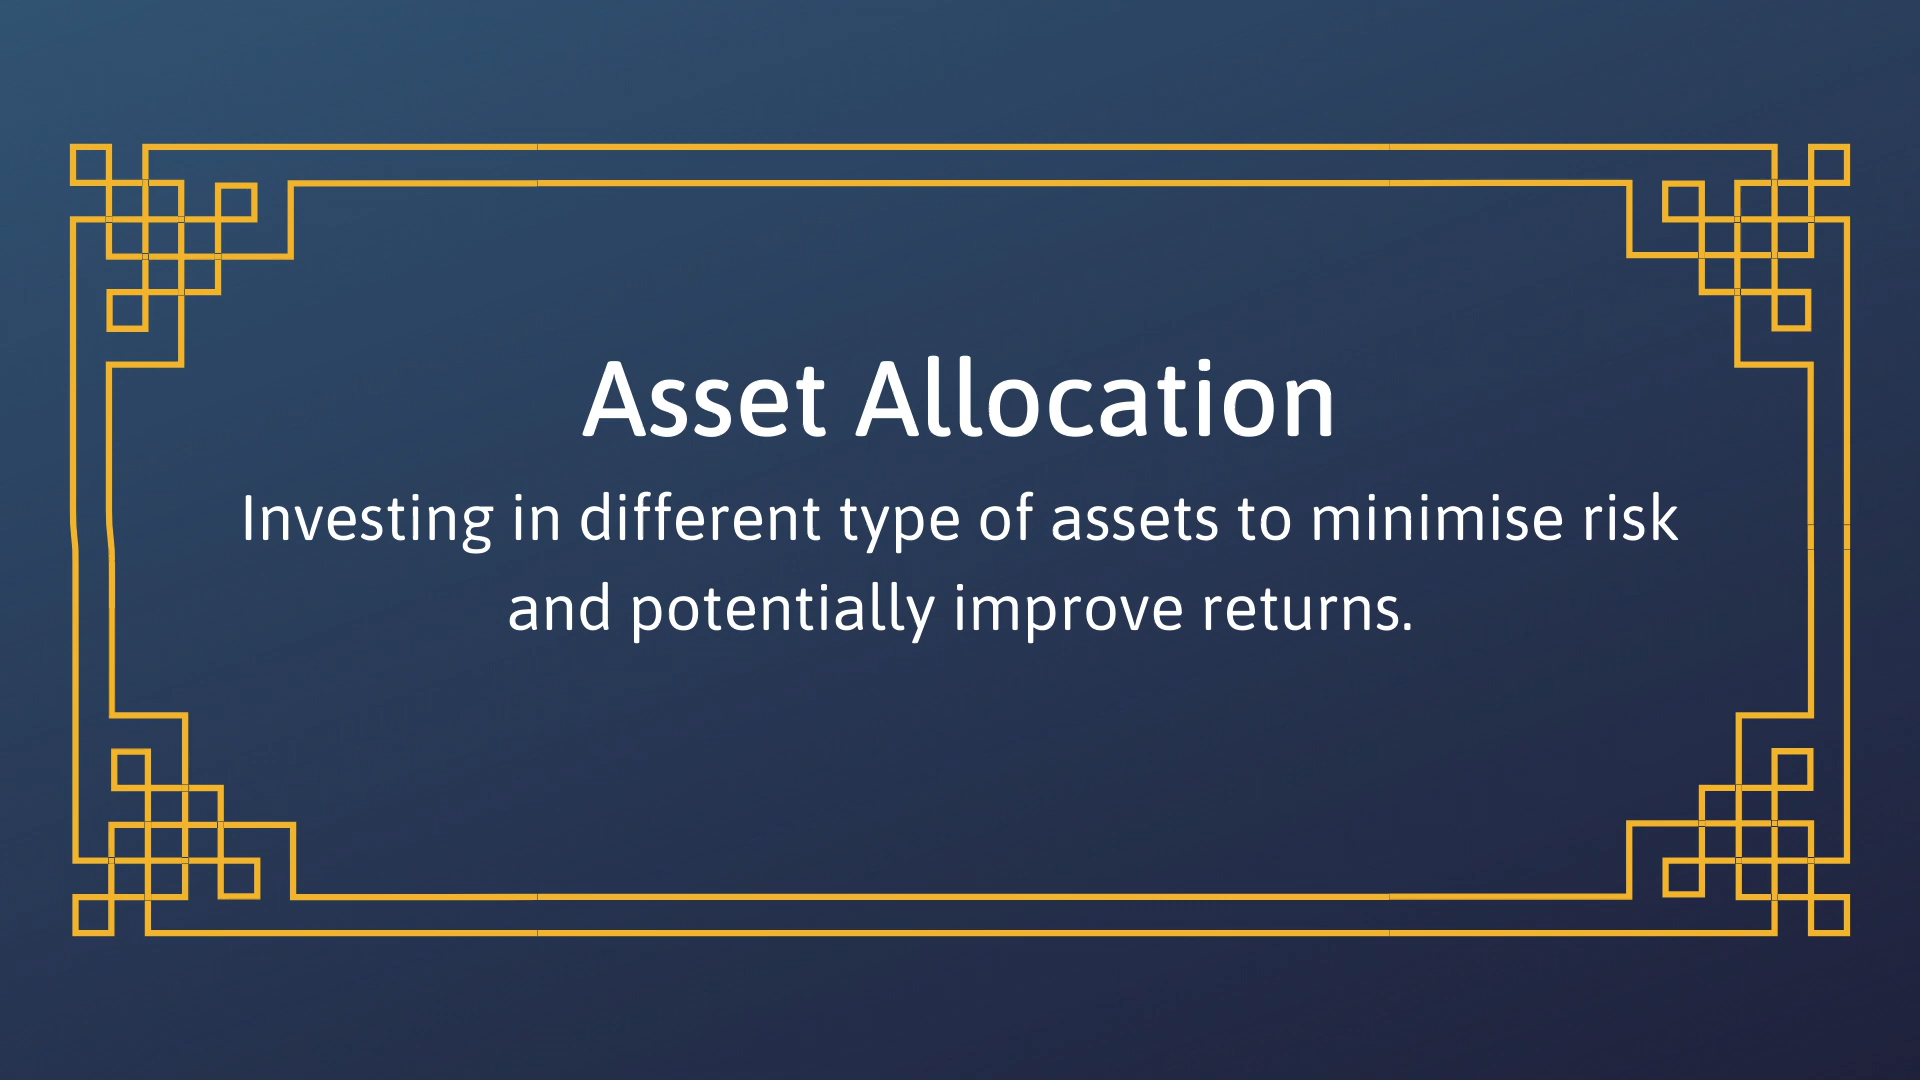 Asset Allocation
Investing in different type of assets to minimise risk
and potentially improve returns.